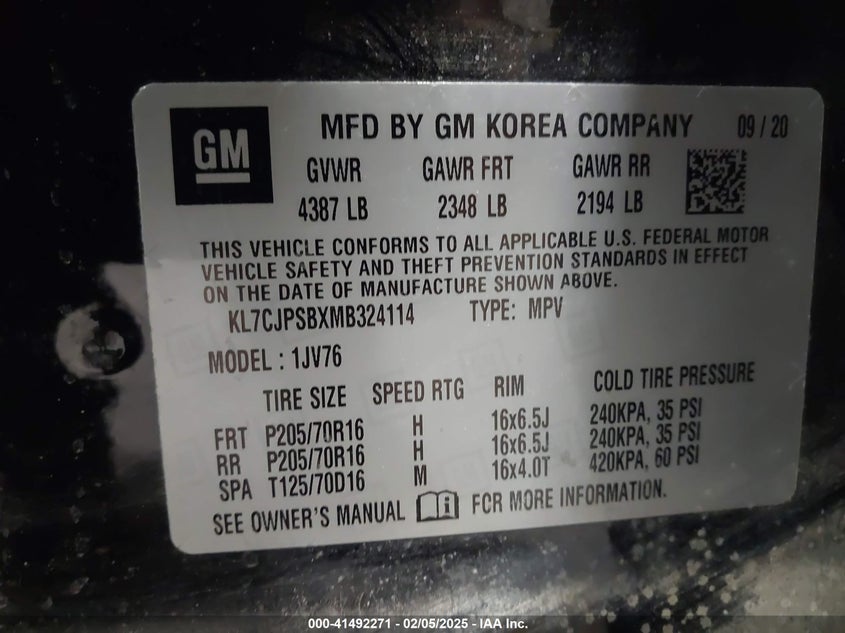 GM
MFD BY GM KOREA COMPANY 09 / 20
GVWR GAWR FRT GAWR RR
4387 LB 2348 LB 2194 LB
THIS VEHICLE CONFORMS TO ALL APPLICABLE U.S. FEDERAL MOTOR
VEHICLE SAFETY AND THEFT PREVENTION STANDARDS IN EFFECT
ON THE DATE OF MANUFACTURE SHOWN ABOVE.
KL7CJPSBXMB324114 TYPE: MPV
MODEL : 1JV76
TIRE SIZE SPEED RTG RIM COLD TIRE PRESSURE
FRT P205/70R16 H 16x6.5J 240KPA, 35 PSI
RR P205/70R16 H 16x6.5J 240KPA, 35 PSI
SPA T125/70D16 M 16x4.0T 420KPA, 60 PSI
SEE OWNER'S MANUAL FOR MORE INFORMATION.
000-41492271 - 02/05/2025 - IAA Inc.